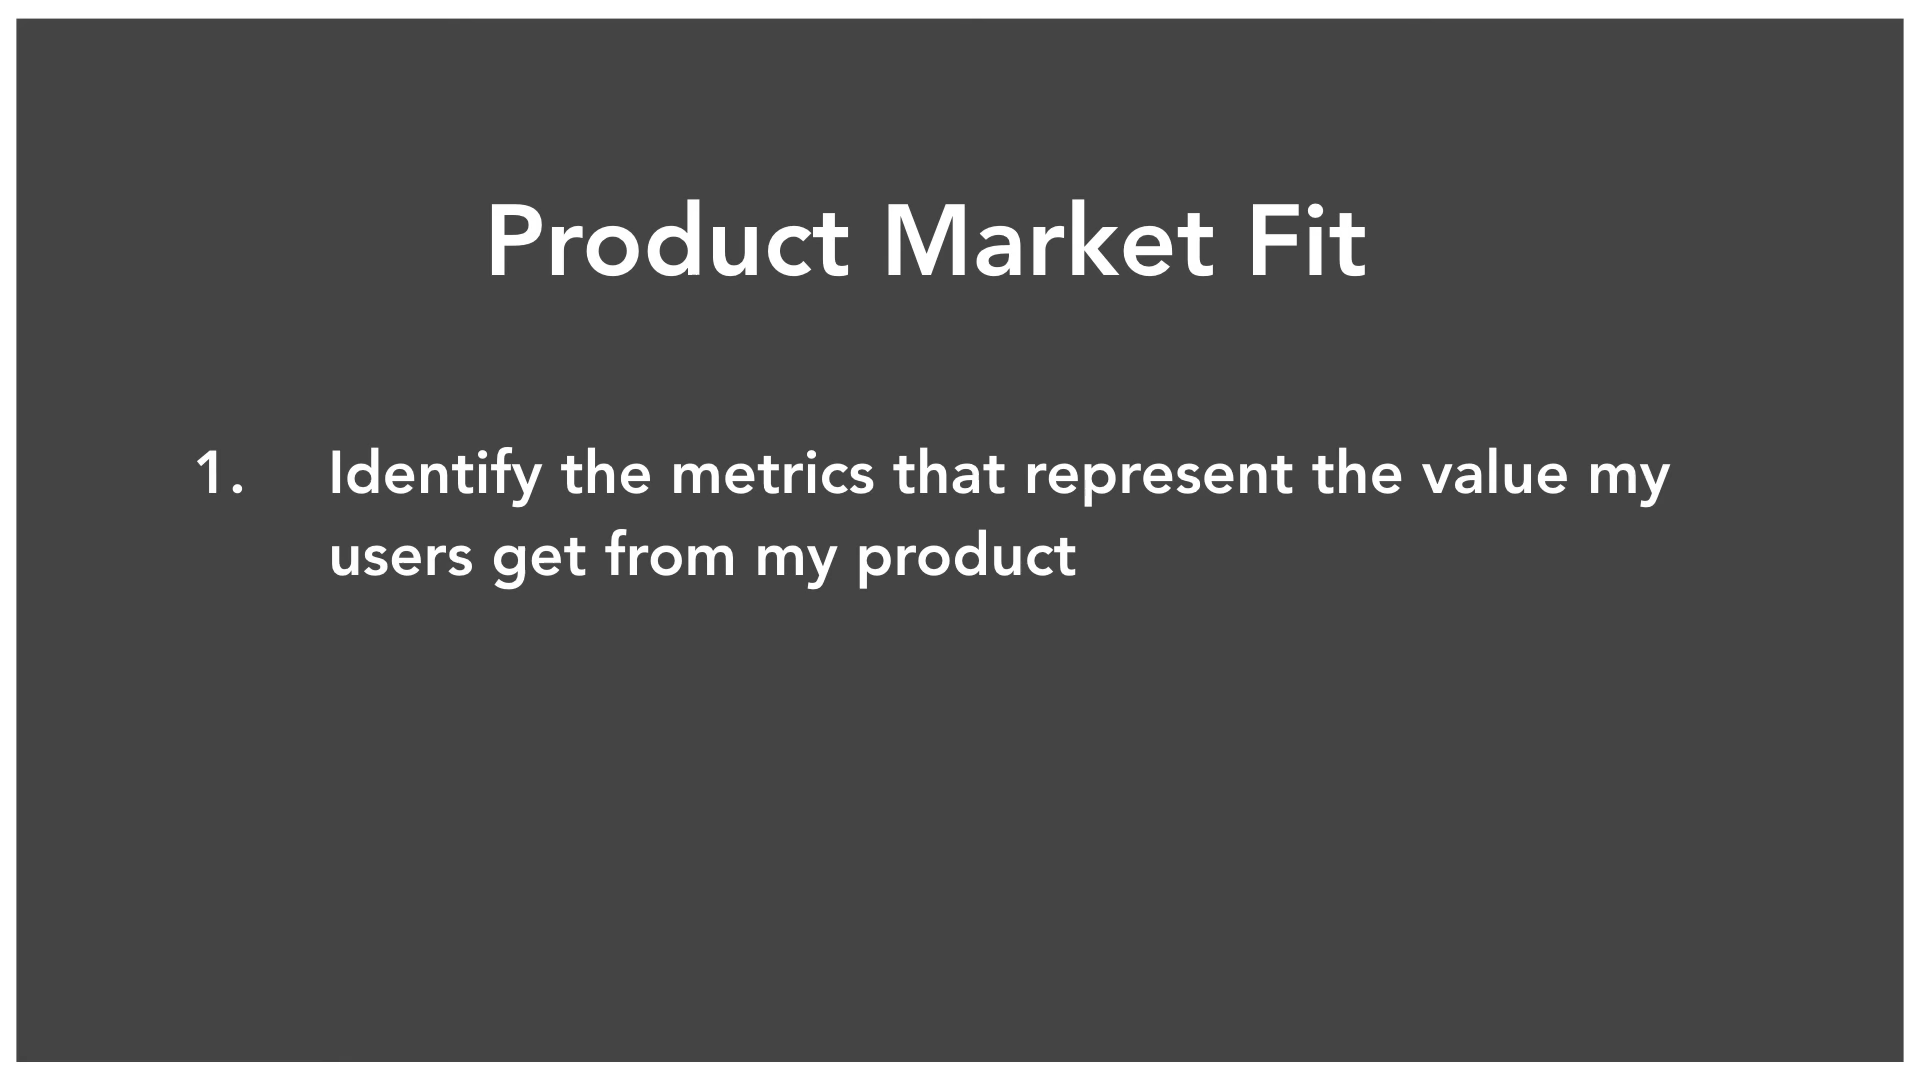 Product Market Fit
1. Identify the metrics that represent the value my
users get from my product